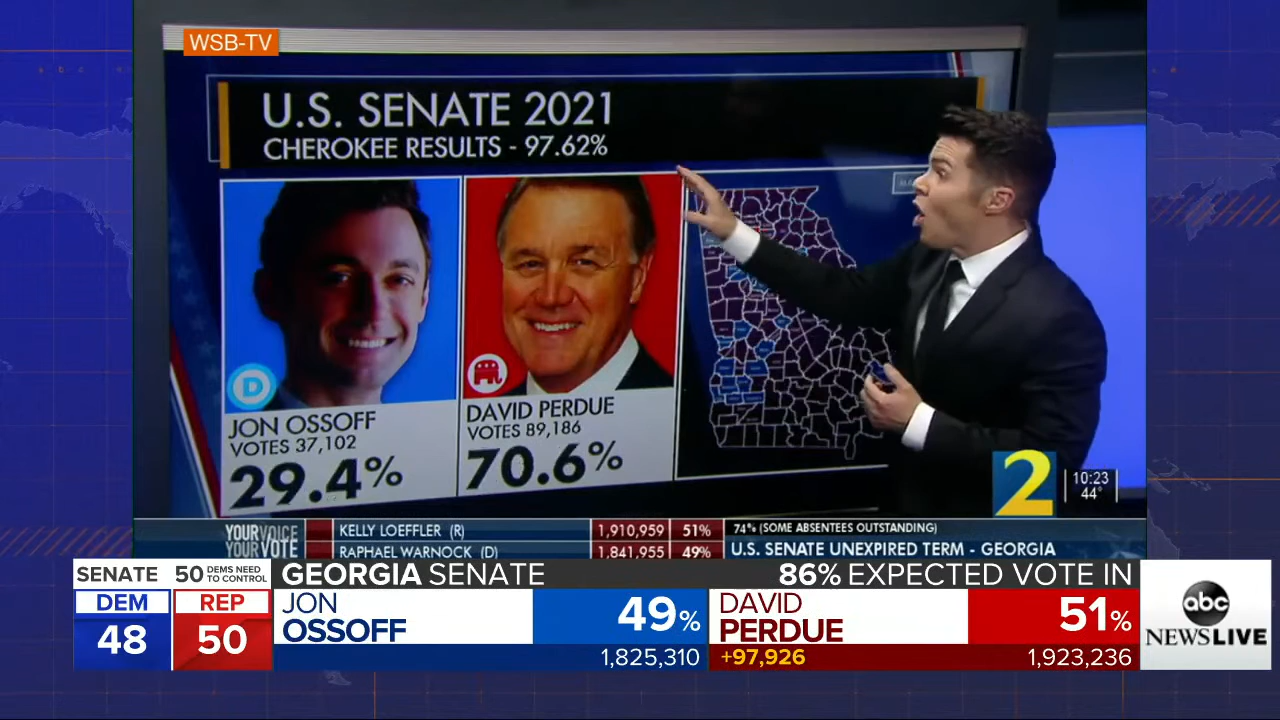 WSB-TV
U.S. SENATE 2021
CHEROKEE RESULTS - 97.62%
D
JON OSSOFF
VOTES 37,102
29.4%
DAVID PERDUE
VOTES 89,186
70.6%
2
10:23
44°
YOUR VOICE
YOUR VOTE
KELLY LOEFFLER (R) 1,910,959 51%
RAPHAEL WARNOCK (D) 1,841,955 49%
74% (SOME ABSENTEES OUTSTANDING)
U.S. SENATE UNEXPIRED TERM - GEORGIA
SENATE 50 DEMS NEED TO CONTROL
DEM 48
REP 50
GEORGIA SENATE
86% EXPECTED VOTE IN
JON
OSSOFF
49%
1,825,310
DAVID
PERDUE
51%
+97,926 1,923,236
abc
NEWS LIVE